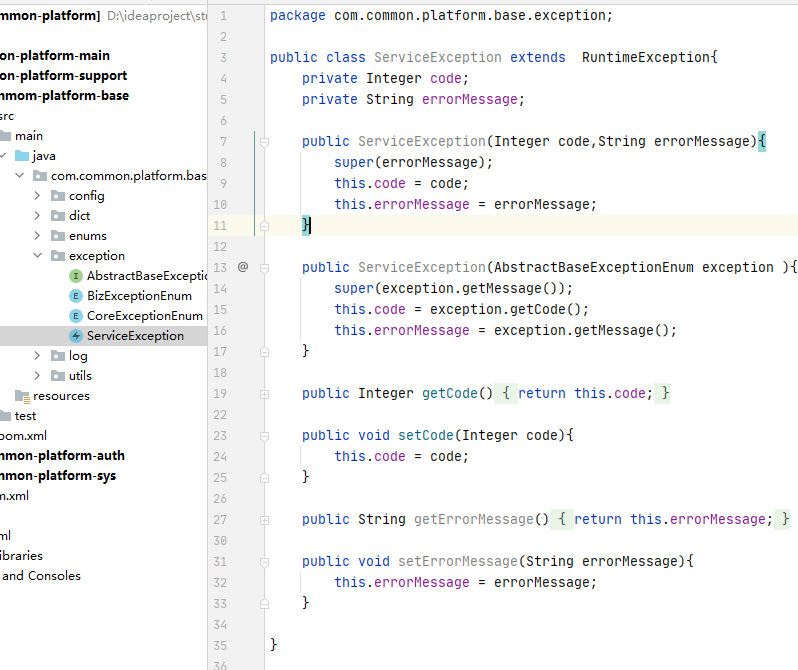 mmon-platform] D:\ideaproject\stu
on-platform-main
on-platform-support
nmom-platform-base
src
main
java
com.common.platform.bas
config
dict
enums
exception
AbstractBaseExceptio
BizExceptionEnum
CoreExceptionEnum
ServiceException
log
utils
resources
test
pom.xml
mmon-platform-auth
nmon-platform-sys
m.xml
ml
ibraries
and Consoles
1 package com.common.platform.base.exception;
2
3 public class ServiceException extends  RuntimeException{
4 private Integer code;
5 private String errorMessage;
6
7 public ServiceException(Integer code,String errorMessage){
8 super(errorMessage);
9 this.code = code;
10 this.errorMessage = errorMessage;
11 }
12
13 @ public ServiceException(AbstractBaseExceptionEnum exception ){
14 super(exception.getMessage());
15 this.code = exception.getCode();
16 this.errorMessage = exception.getMessage();
17 }
18
19 public Integer getCode() { return this.code; }
22
23 public void setCode(Integer code){
24 this.code = code;
25 }
26
27 public String getErrorMessage() { return this.errorMessage; }
30
31 public void setErrorMessage(String errorMessage){
32 this.errorMessage = errorMessage;
33 }
34
35 }
36